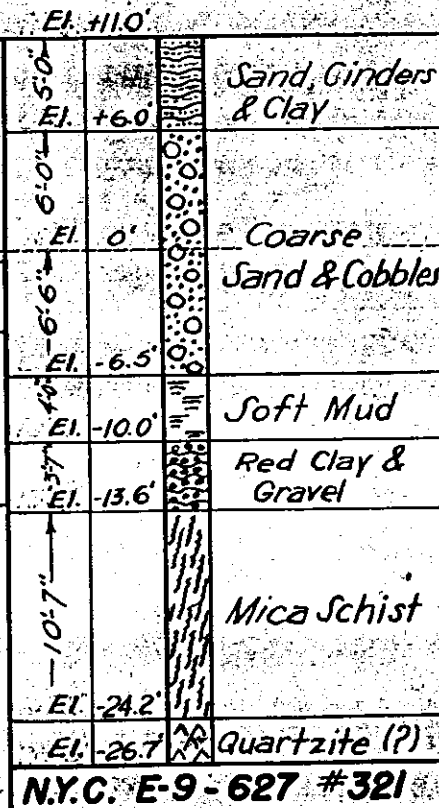 El. +11.0'
5'-0"
Sand, Cinders
& Clay
El. +6.0'
6'-0"
El. 0'
Coarse
Sand & Cobbles
6'-6"
El. -6.5'
Soft Mud
El. -10.0'
3'-7"
Red Clay &
Gravel
El. -13.6'
10'-7"
Mica Schist
El. -24.2'
El. -26.7' Quartzite (?)
N.Y.C. E-9-627 #321